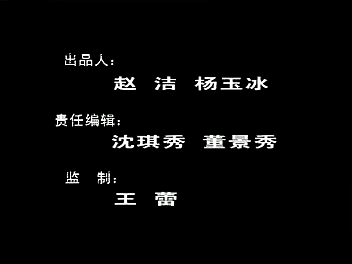 出品人：
赵 洁 杨玉冰
责任编辑：
沈琪秀 董景秀
监 制：
王 蕾